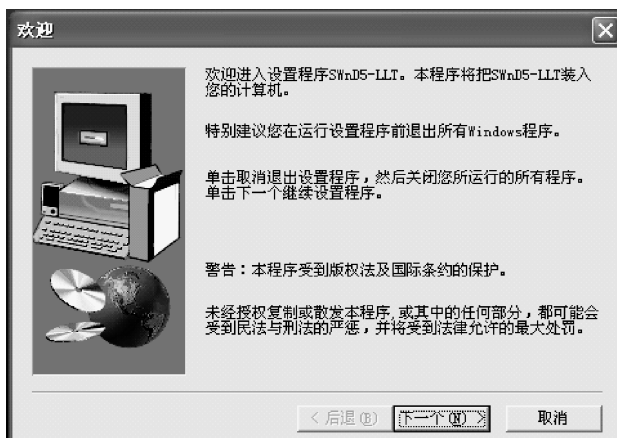 欢迎
欢迎进入设置程序SWnD5-LLT。本程序将把SWnD5-LLT装入
您的计算机。
特别建议您在运行设置程序前退出所有Windows程序。
单击取消退出设置程序，然后关闭您所运行的所有程序。
单击下一个继续设置程序。
警告：本程序受到版权法及国际条约的保护。
未经授权复制或散发本程序,或其中的任何部分，都可能会
受到民法与刑法的严惩，并将受到法律允许的最大处罚。
< 后退(B) 下一个(N) > 取消